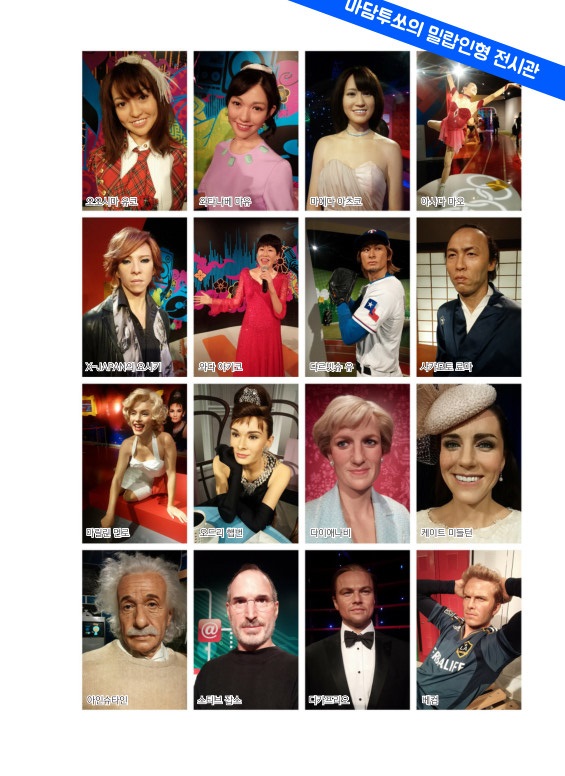 마담투쏘의 밀랍인형 전시관
오오시마 유코
와타나베 마유
마에다 아츠코
아사다 마오
X-JAPAN의 요시키
와다 아키코
다르빗슈 유
사카모토 료마
마릴린 먼로
오드리 햅번
다이애나비
케이트 미들턴
아인슈타인
스티브 잡스
디카프리오
베컴
@
HERBALIFE